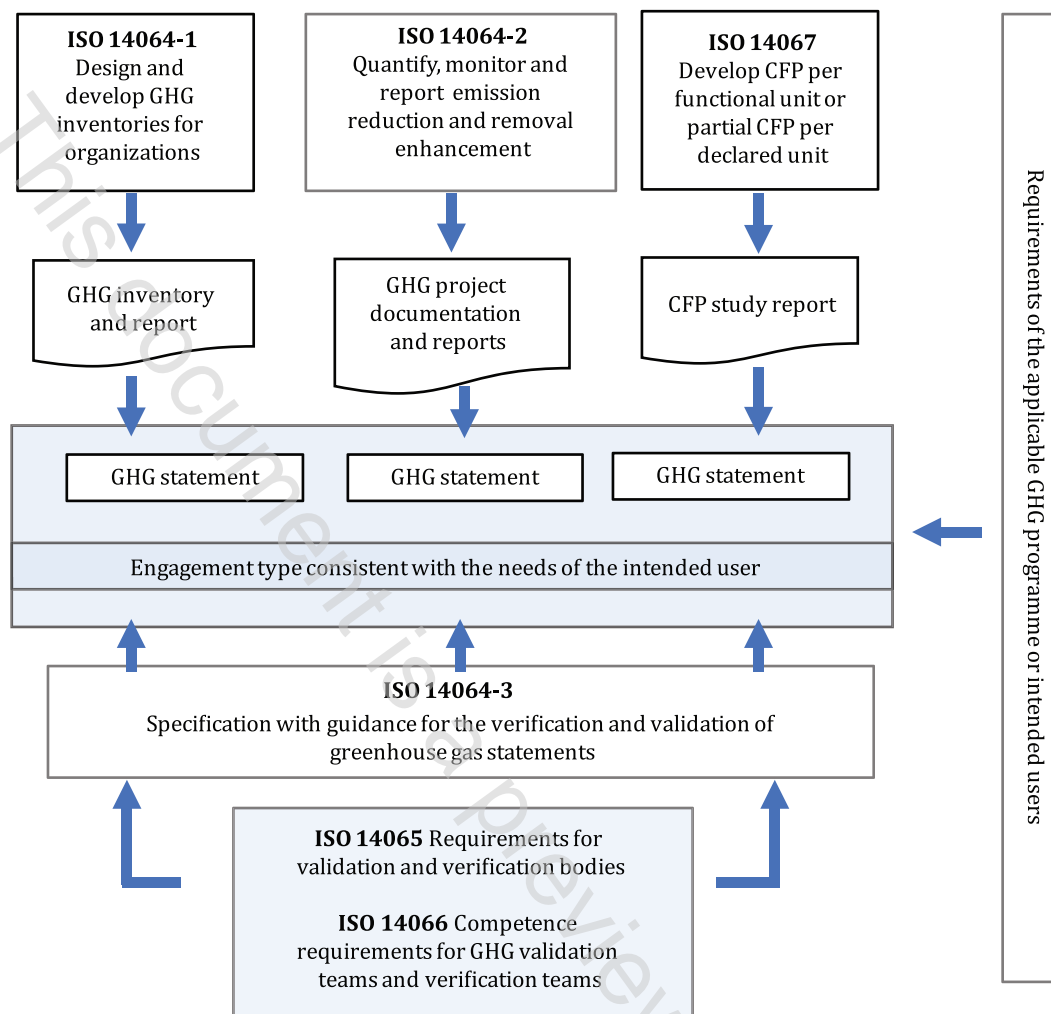 ISO 14064-1
Design and
develop GHG
inventories for
organizations
ISO 14064-2
Quantify, monitor and
report emission
reduction and removal
enhancement
ISO 14067
Develop CFP per
functional unit or
partial CFP per
declared unit
GHG inventory
and report
GHG project
documentation
and reports
CFP study report
GHG statement
GHG statement
GHG statement
Engagement type consistent with the needs of the intended user
ISO 14064-3
Specification with guidance for the verification and validation of
greenhouse gas statements
ISO 14065 Requirements for
validation and verification bodies
ISO 14066 Competence
requirements for GHG validation
teams and verification teams
Requirements of the applicable GHG programme or intended users
This document is a preview